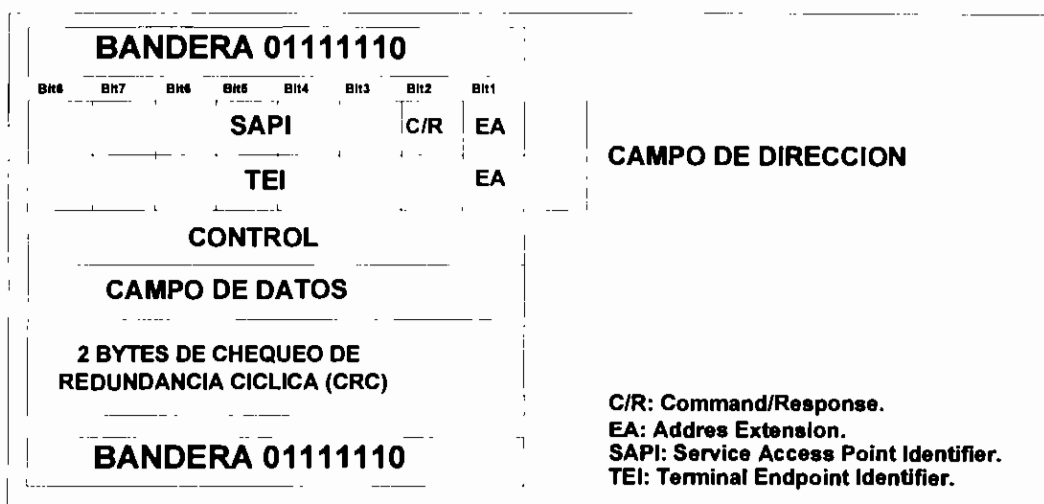 BANDERA 01111110
Bit8 Bit7 Bit6 Bit5 Bit4 Bit3 Bit2 Bit1
SAPI C/R EA
TEI EA
CAMPO DE DIRECCION
CONTROL
CAMPO DE DATOS
2 BYTES DE CHEQUEO DE
REDUNDANCIA CICLICA (CRC)
BANDERA 01111110
C/R: Command/Response.
EA: Addres Extension.
SAPI: Service Access Point Identifier.
TEI: Terminal Endpoint Identifier.